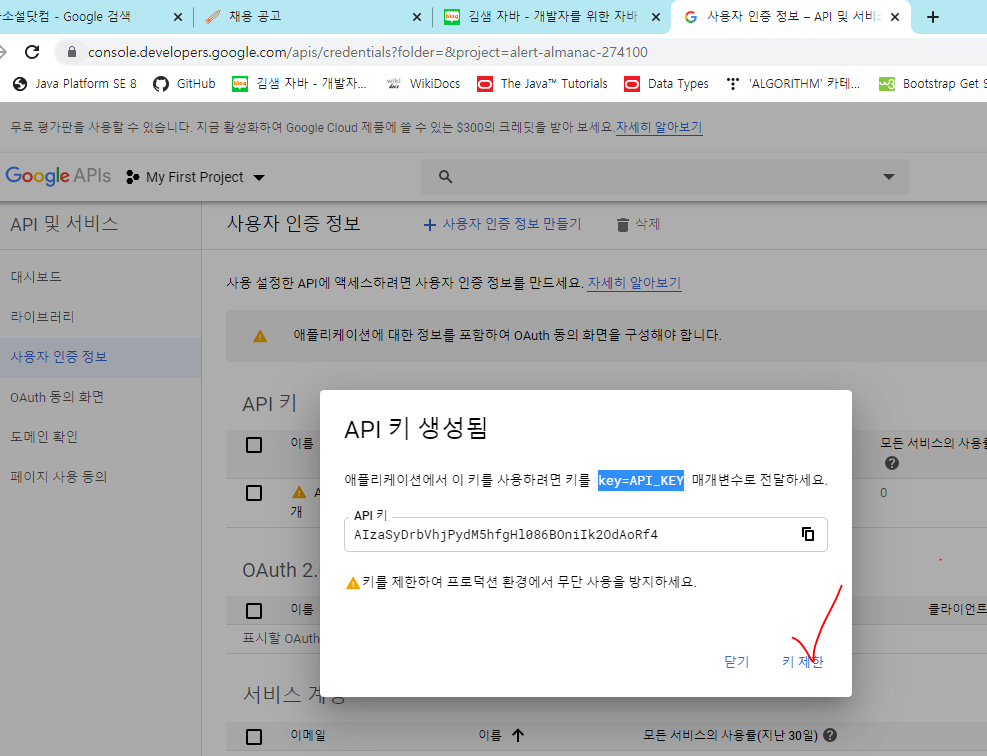 소설닷컴 - Google 검색
채용 공고
blog 김샘 자바 - 개발자를 위한 자바
사용자 인증 정보 – API 및 서비스
console.developers.google.com/apis/credentials?folder=&project=alert-almanac-274100
Java Platform SE 8 GitHub blog 김샘 자바 - 개발자... wiki WikiDocs The Java™ Tutorials Data Types 'ALGORITHM' 카테... w3 Bootstrap Get S
무료 평가판을 사용할 수 있습니다. 지금 활성화하여 Google Cloud 제품에 쓸 수 있는 $300의 크레딧을 받아 보세요. 자세히 알아보기
Google APIs My First Project
API 및 서비스
사용자 인증 정보 + 사용자 인증 정보 만들기 삭제
대시보드
사용 설정한 API에 액세스하려면 사용자 인증 정보를 만드세요. 자세히 알아보기
라이브러리
애플리케이션에 대한 정보를 포함하여 OAuth 동의 화면을 구성해야 합니다.
사용자 인증 정보
OAuth 동의 화면
도메인 확인
페이지 사용 동의
API 키
이름
모든 서비스의 사용률
개
0
API 키 생성됨
애플리케이션에서 이 키를 사용하려면 키를 key=API_KEY 매개변수로 전달하세요.
API 키
AIzaSyDrbVhjPydM5hfgHl086BOniIk2OdAoRf4
키를 제한하여 프로덕션 환경에서 무단 사용을 방지하세요.
닫기 키 제한
OAuth 2.
이름
클라이언트
표시할 OAuth
서비스 계정
이메일 이름 모든 서비스의 사용률(지난 30일)